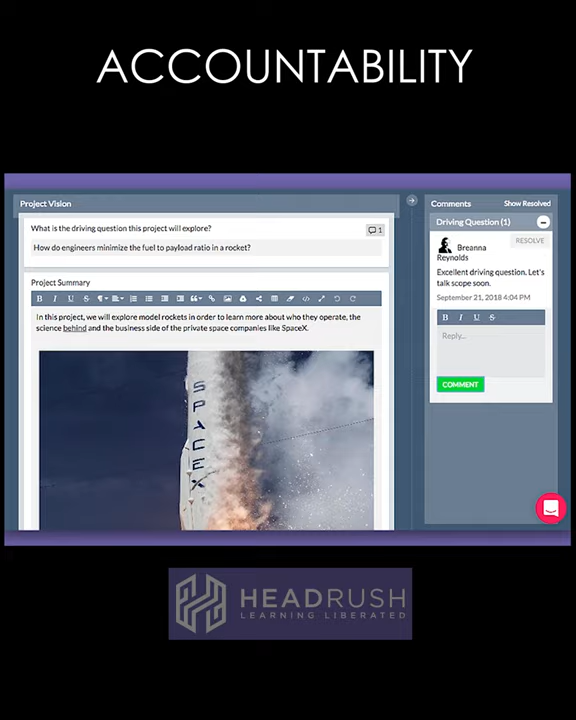 ACCOUNTABILITY
Project Vision
What is the driving question this project will explore?
1
How do engineers minimize the fuel to payload ratio in a rocket?
Project Summary
B I U S
In this project, we will explore model rockets in order to learn more about who they operate, the
science behind and the business side of the private space companies like SpaceX.
SPACEX
Comments Show Resolved
Driving Question (1)
RESOLVE
Breanna
Reynolds
Excellent driving question. Let's
talk scope soon.
September 21, 2018 4:04 PM
B I U S
Reply...
COMMENT
HEADRUSH
LEARNING LIBERATED